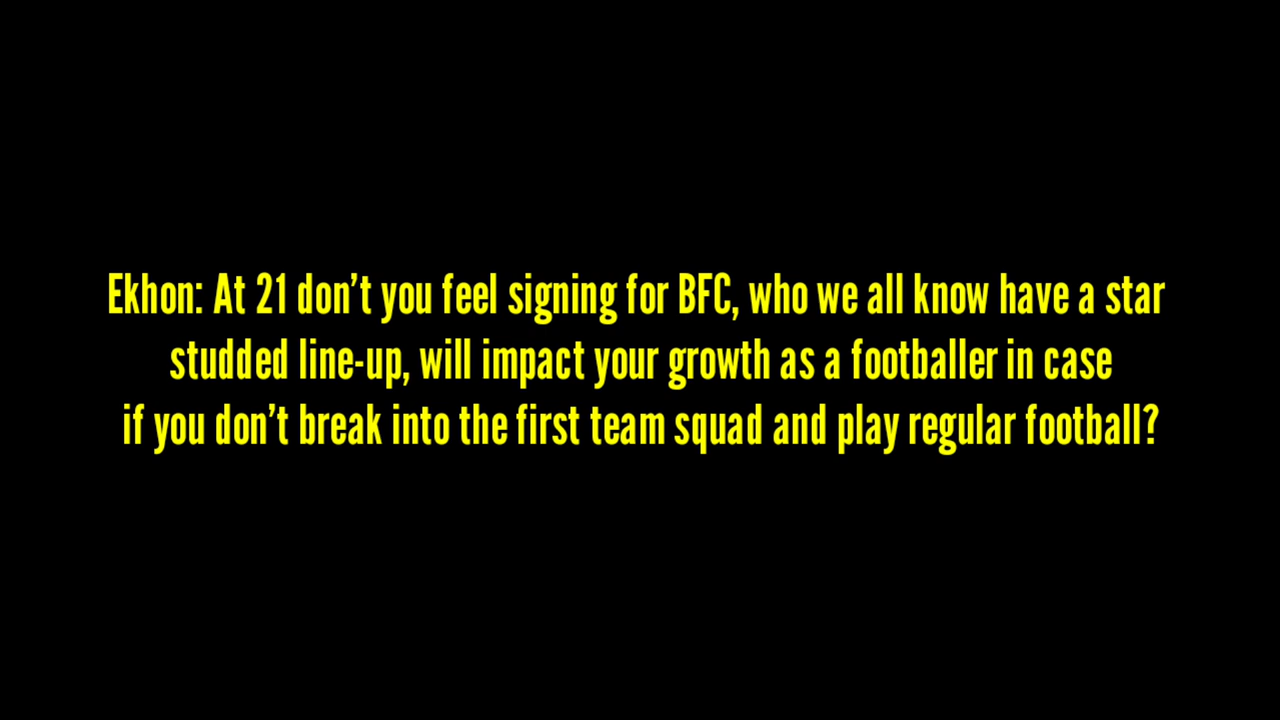 Ekhon: At 21 don’t you feel signing for BFC, who we all know have a star
studded line-up, will impact your growth as a footballer in case
if you don’t break into the first team squad and play regular football?